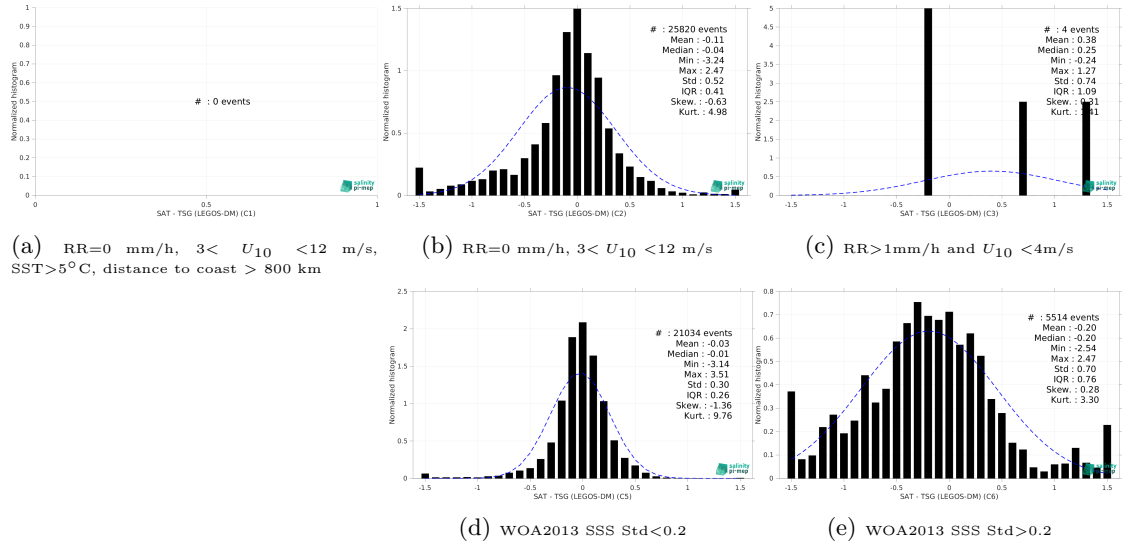 1
0.9
0.8
0.7
0.6
0.5
0.4
0.3
0.2
0.1
0
Normalized histogram
# : 0 events
0 0.5 1
SAT - TSG (LEGOS-DM) (C1)
salinity
pi-mep
(a) RR=0 mm/h, 3< U10 <12 m/s,
SST>5°C, distance to coast > 800 km
1.5
1
0.5
0
Normalized histogram
# : 25820 events
Mean : -0.11
Median : -0.04
Min : -3.24
Max : 2.47
Std : 0.52
IQR : 0.41
Skew. : -0.63
Kurt. : 4.98
-1.5 -1 -0.5 0 0.5 1 1.5
SAT - TSG (LEGOS-DM) (C2)
salinity
pi-mep
(b) RR=0 mm/h, 3< U10 <12 m/s
5
4.5
4
3.5
3
2.5
2
1.5
1
0.5
0
Normalized histogram
# : 4 events
Mean : 0.38
Median : 0.25
Min : -0.24
Max : 1.27
Std : 0.74
IQR : 1.09
Skew. : 0.31
Kurt. : 1.41
-1.5 -1 -0.5 0 0.5 1 1.5
SAT - TSG (LEGOS-DM) (C3)
salinity
pi-mep
(c) RR>1mm/h and U10 <4m/s
2.5
2
1.5
1
0.5
0
Normalized histogram
# : 21034 events
Mean : -0.03
Median : -0.01
Min : -3.14
Max : 3.51
Std : 0.30
IQR : 0.26
Skew. : -1.36
Kurt. : 9.76
-1.5 -1 -0.5 0 0.5 1 1.5
SAT - TSG (LEGOS-DM) (C5)
salinity
pi-mep
(d) WOA2013 SSS Std<0.2
0.8
0.7
0.6
0.5
0.4
0.3
0.2
0.1
0
Normalized histogram
# : 5514 events
Mean : -0.20
Median : -0.20
Min : -2.54
Max : 2.47
Std : 0.70
IQR : 0.76
Skew. : 0.28
Kurt. : 3.30
-1.5 -1 -0.5 0 0.5 1 1.5
SAT - TSG (LEGOS-DM) (C6)
salinity
pi-mep
(e) WOA2013 SSS Std>0.2